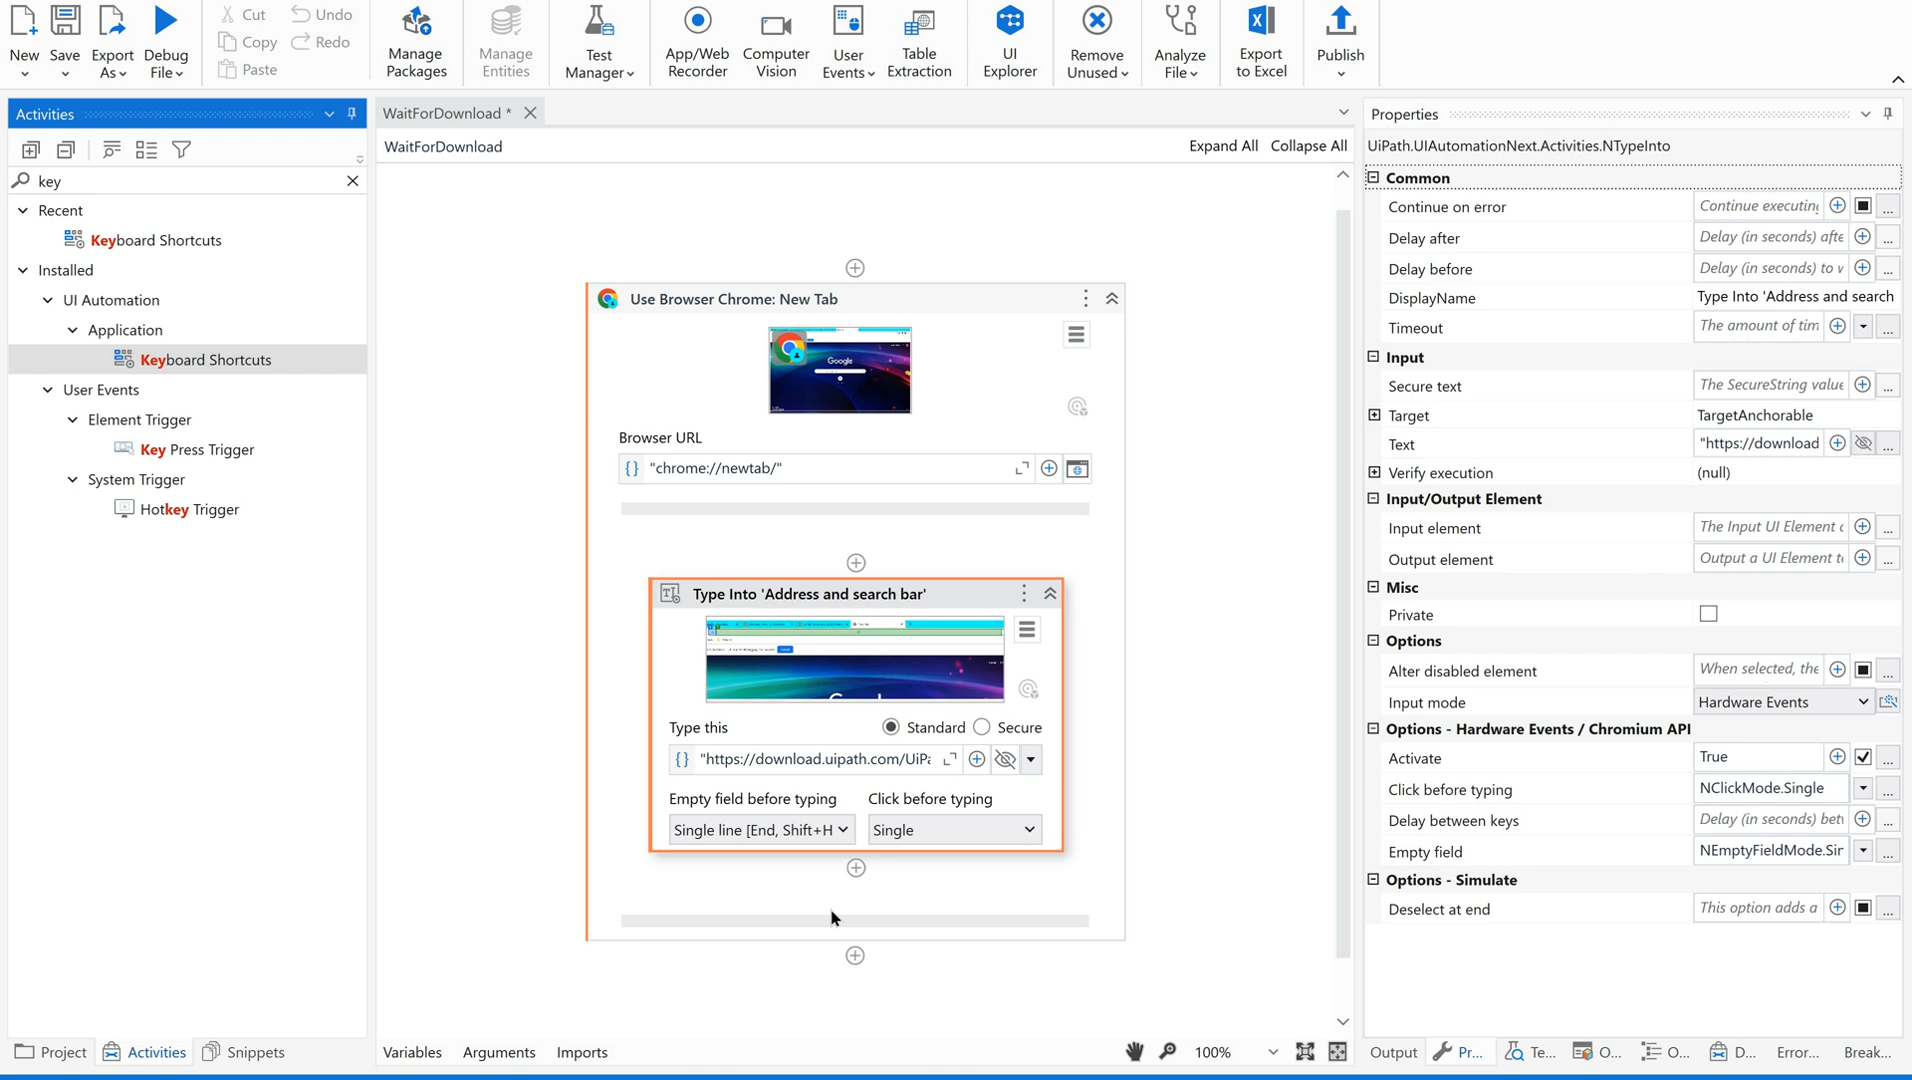 New
Save
Export As
Debug File
Cut
Copy
Paste
Undo
Redo
Manage Packages
Manage Entities
Test Manager
App/Web Recorder
Computer Vision
User Events
Table Extraction
UI Explorer
Remove Unused
Analyze File
Export to Excel
Publish
Activities
key
Recent
Keyboard Shortcuts
Installed
UI Automation
Application
Keyboard Shortcuts
User Events
Element Trigger
Key Press Trigger
System Trigger
Hotkey Trigger
Project
Activities
Snippets
WaitForDownload *
WaitForDownload
Expand All
Collapse All
Use Browser Chrome: New Tab
Google
Browser URL
{} "chrome://newtab/"
Type Into 'Address and search bar'
Type this
Standard
Secure
{} "https://download.uipath.com/UiPa
Empty field before typing
Click before typing
Single line [End, Shift+H
Single
Variables
Arguments
Imports
100%
Properties
UiPath.UIAutomationNext.Activities.NTypeInto
Common
Continue on error Continue executing ...
Delay after Delay (in seconds) afte ...
Delay before Delay (in seconds) to w ...
DisplayName Type Into 'Address and search
Timeout The amount of tim ...
Input
Secure text The SecureString value ...
Target TargetAnchorable
Text "https://download ...
Verify execution (null)
Input/Output Element
Input element The Input UI Element o ...
Output element Output a UI Element to ...
Misc
Private
Options
Alter disabled element When selected, the ...
Input mode Hardware Events
Options - Hardware Events / Chromium API
Activate True ...
Click before typing NClickMode.Single ...
Delay between keys Delay (in seconds) bet ...
Empty field NEmptyFieldMode.Sin ...
Options - Simulate
Deselect at end This option adds a ...
Output
Pr...
Te...
O...
O...
D...
Error...
Break...